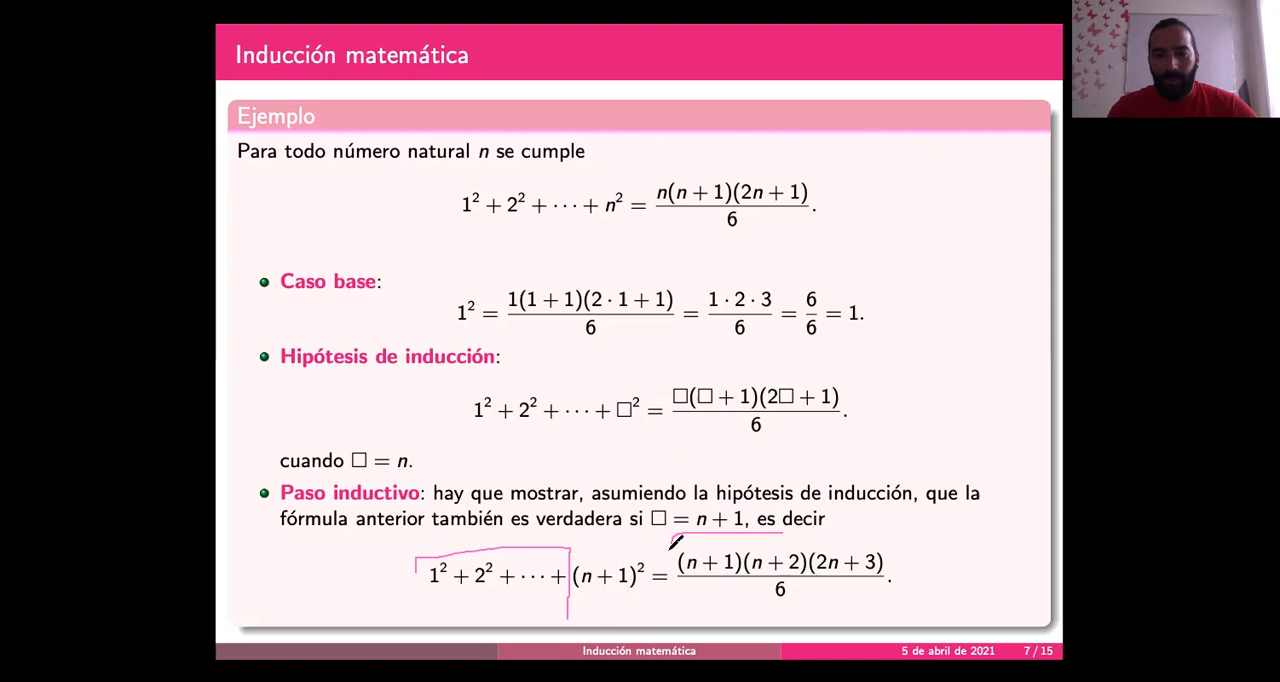 Inducción matemática
Ejemplo
Para todo número natural n se cumple
1² + 2² + ··· + n² = n(n + 1)(2n + 1) / 6.
Caso base:
1² = 1(1 + 1)(2 · 1 + 1) / 6 = 1 · 2 · 3 / 6 = 6 / 6 = 1.
Hipótesis de inducción:
1² + 2² + ··· + □² = □(□ + 1)(2□ + 1) / 6.
cuando □ = n.
Paso inductivo: hay que mostrar, asumiendo la hipótesis de inducción, que la
fórmula anterior también es verdadera si □ = n + 1, es decir
1² + 2² + ··· + (n + 1)² = (n + 1)(n + 2)(2n + 3) / 6.
Inducción matemática 5 de abril de 2021 7 / 15